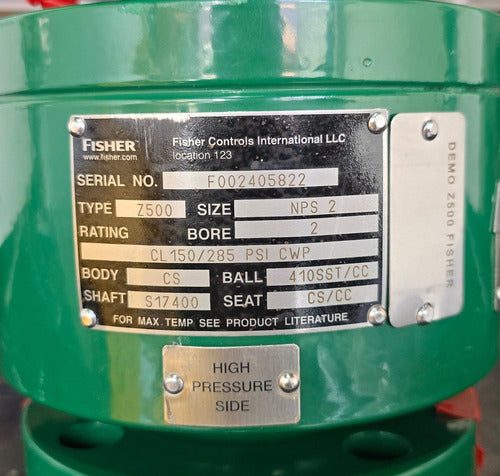 FISHER
www.fisher.com
Fisher Controls International LLC
location 123
SERIAL NO. F002405822
TYPE Z500 SIZE NPS 2
RATING BORE 2
CL150/285 PSI CWP
BODY CS BALL 410SST/CC
SHAFT S17400 SEAT CS/CC
FOR MAX TEMP SEE PRODUCT LITERATURE
DEMO Z500 FISHER
HIGH
PRESSURE
SIDE